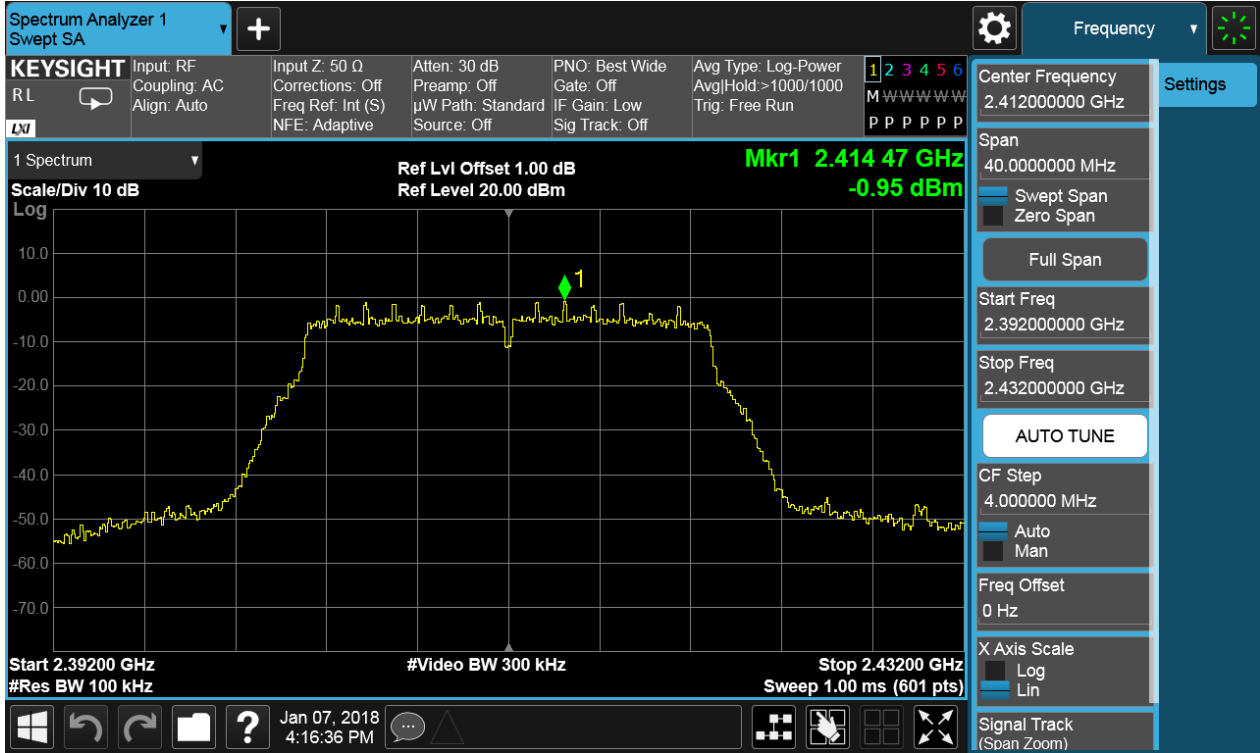 Spectrum Analyzer 1
Swept SA
Frequency
KEYSIGHT
R L
LXI
Input: RF
Coupling: AC
Align: Auto
Input Z: 50 Ω
Corrections: Off
Freq Ref: Int (S)
NFE: Adaptive
Atten: 30 dB
Preamp: Off
µW Path: Standard
Source: Off
PNO: Best Wide
Gate: Off
IF Gain: Low
Sig Track: Off
Avg Type: Log-Power
Avg|Hold:>1000/1000
Trig: Free Run
1 2 3 4 5 6
M W W W W W
P P P P P P
1 Spectrum
Scale/Div 10 dB
Log
Ref Lvl Offset 1.00 dB
Ref Level 20.00 dBm
Mkr1 2.414 47 GHz
-0.95 dBm
1
10.0
0.00
-10.0
-20.0
-30.0
-40.0
-50.0
-60.0
-70.0
Start 2.39200 GHz
#Res BW 100 kHz
#Video BW 300 kHz
Stop 2.43200 GHz
Sweep 1.00 ms (601 pts)
Jan 07, 2018
4:16:36 PM
?
Center Frequency
2.412000000 GHz
Span
40.0000000 MHz
Swept Span
Zero Span
Full Span
Start Freq
2.392000000 GHz
Stop Freq
2.432000000 GHz
AUTO TUNE
CF Step
4.000000 MHz
Auto
Man
Freq Offset
0 Hz
X Axis Scale
Log
Lin
Signal Track
(Span Zoom)
Settings